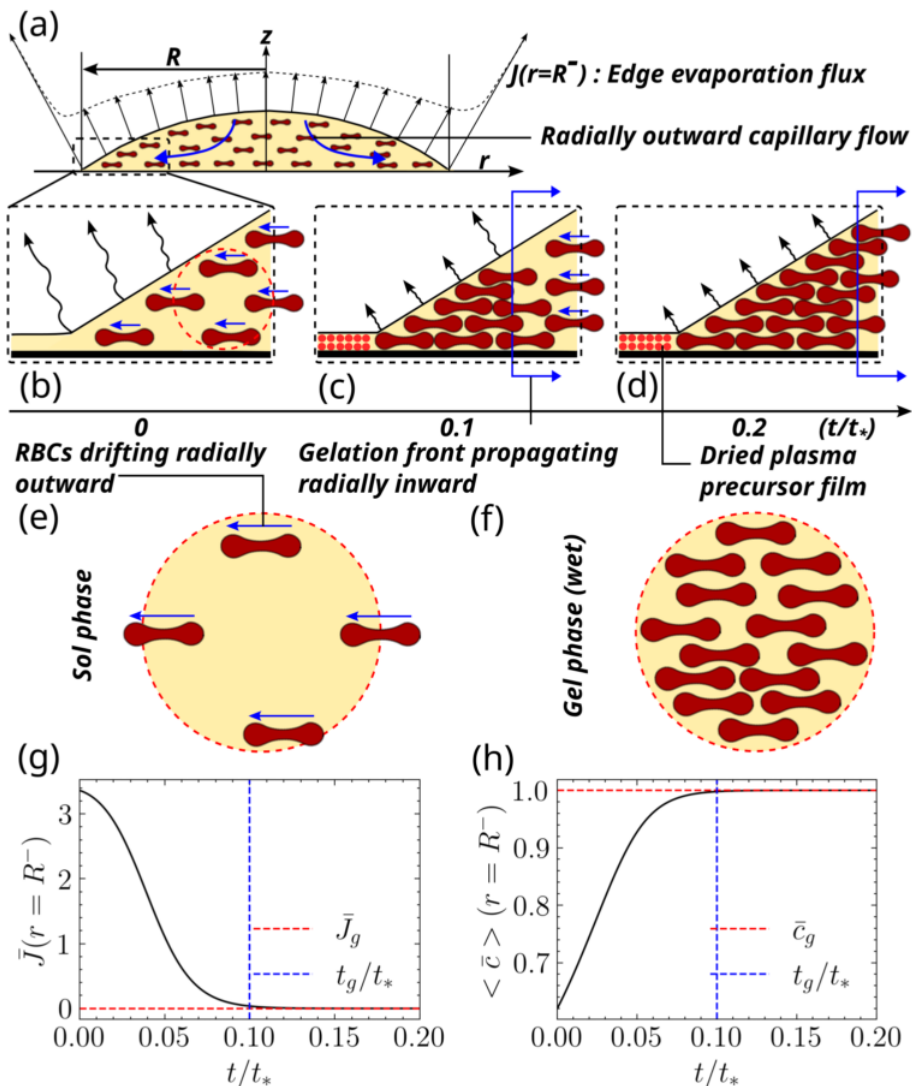 (a)
z
R
J(r=R⁻) : Edge evaporation flux
Radially outward capillary flow
r
(b)
(c)
(d)
0
0.1
0.2
(t/t*)
RBCs drifting radially
outward
Gelation front propagating
radially inward
Dried plasma
precursor film
(e)
(f)
Sol phase
Gel phase (wet)
(g)
(h)
3
2
1
0
J̄(r = R⁻)
J̄g
tg/t*
0.00
0.05
0.10
0.15
0.20
t/t*
1.0
0.9
0.8
0.7
< c̄ > (r = R⁻)
c̄g
tg/t*
0.00
0.05
0.10
0.15
0.20
t/t*